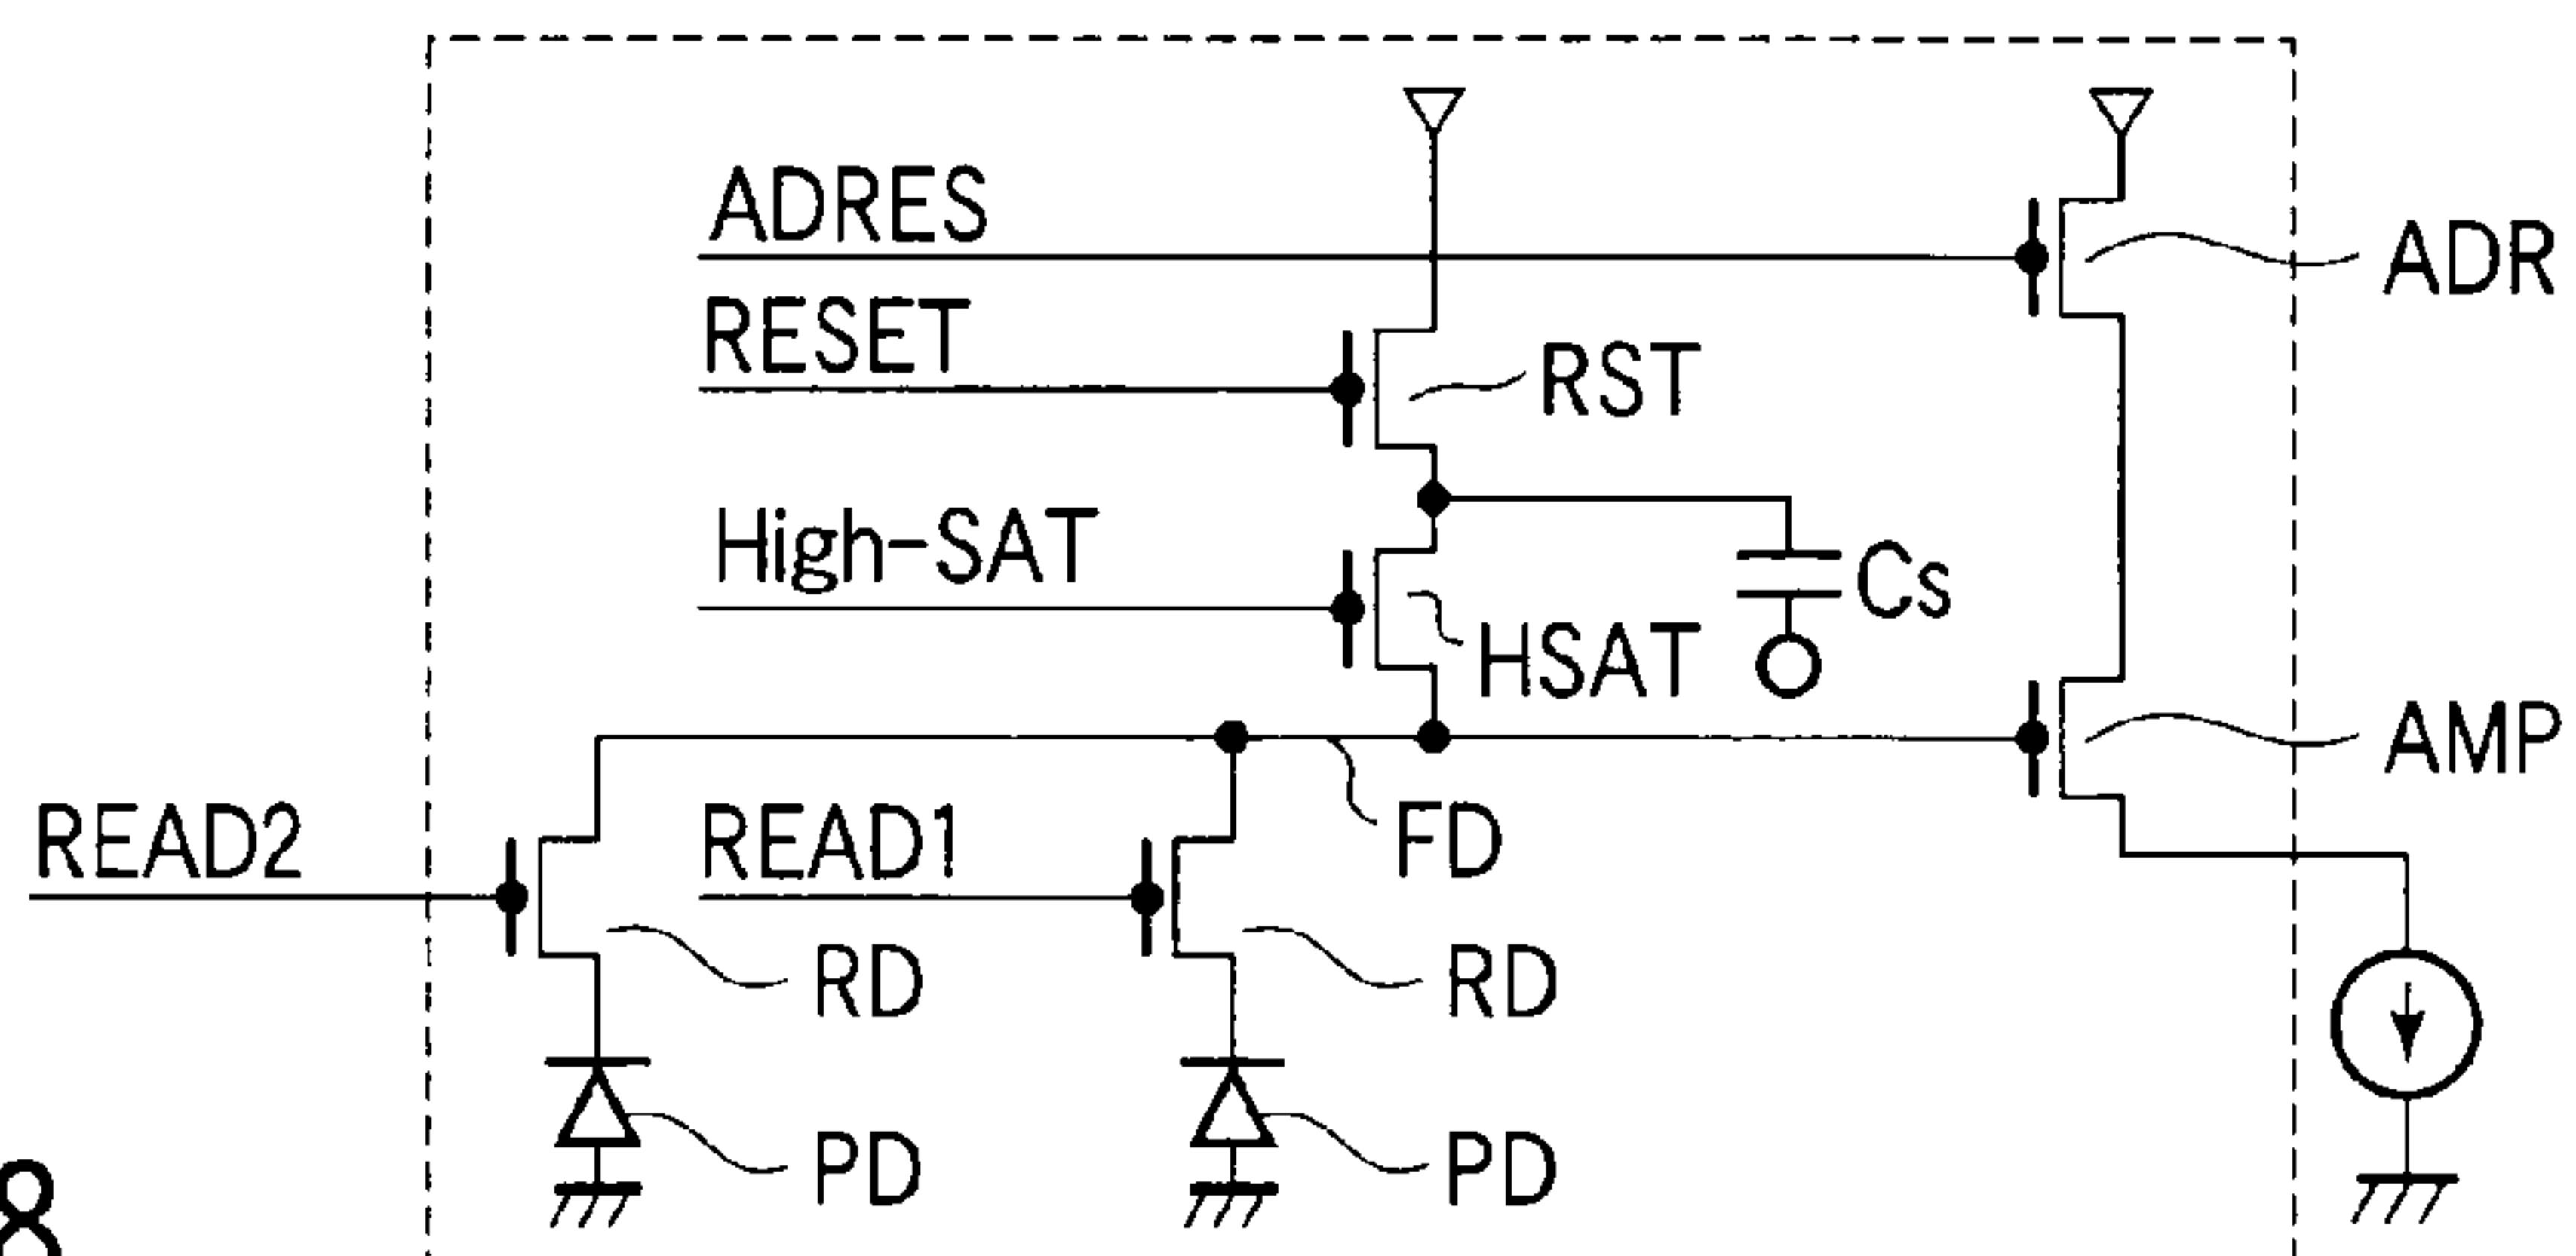 ADRES
ADR
RESET
RST
High-SAT
Cs
HSAT
AMP
READ2
READ1
FD
RD
RD
PD
PD
8